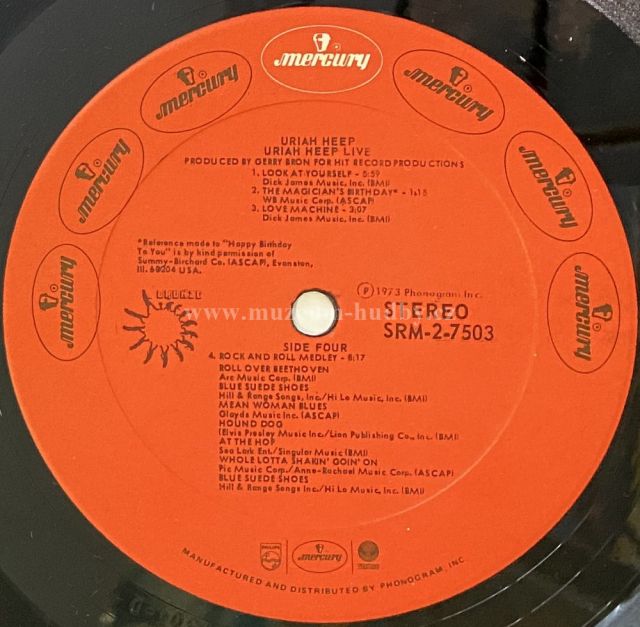 mercury
mercury
mercury
mercury
mercury
mercury
mercury
URIAH HEEP
URIAH HEEP LIVE
PRODUCED BY GERRY BRON FOR HIT RECORD PRODUCTIONS
1. LOOK AT YOURSELF - 5:59
Dick James Music, Inc. (BMI)
2. THE MAGICIAN'S BIRTHDAY* - 1:15
WB Music Corp. (ASCAP)
3. LOVE MACHINE - 3:07
Dick James Music, Inc. (BMI)
*Reference made to "Happy Birthday
To You" is by kind permission of
Summy-Birchard Co. (ASCAP), Evanston,
Ill. 60204 USA.
BRONZE
℗ 1973 Phonogram Inc.
STEREO
SRM-2-7503
SIDE FOUR
4. ROCK AND ROLL MEDLEY - 8:17
ROLL OVER BEETHOVEN
Arc Music Corp. (BMI)
BLUE SUEDE SHOES
Hill & Range Songs, Inc./Hi Lo Music, Inc. (BMI)
MEAN WOMAN BLUES
Gladys Music Inc. (ASCAP)
HOUND DOG
(Elvis Presley Music Inc./Lion Publishing Co., Inc. (BMI)
AT THE HOP
Sea Lark Ent./Singular Music (BMI)
WHOLE LOTTA SHAKIN' GOIN' ON
Pic Music Corp./Anne-Rachael Music Corp. (ASCAP)
BLUE SUEDE SHOES
Hill & Range Songs Inc./Hi Lo Music, Inc. (BMI)
PHILIPS
mercury
MANUFACTURED AND DISTRIBUTED BY PHONOGRAM, INC